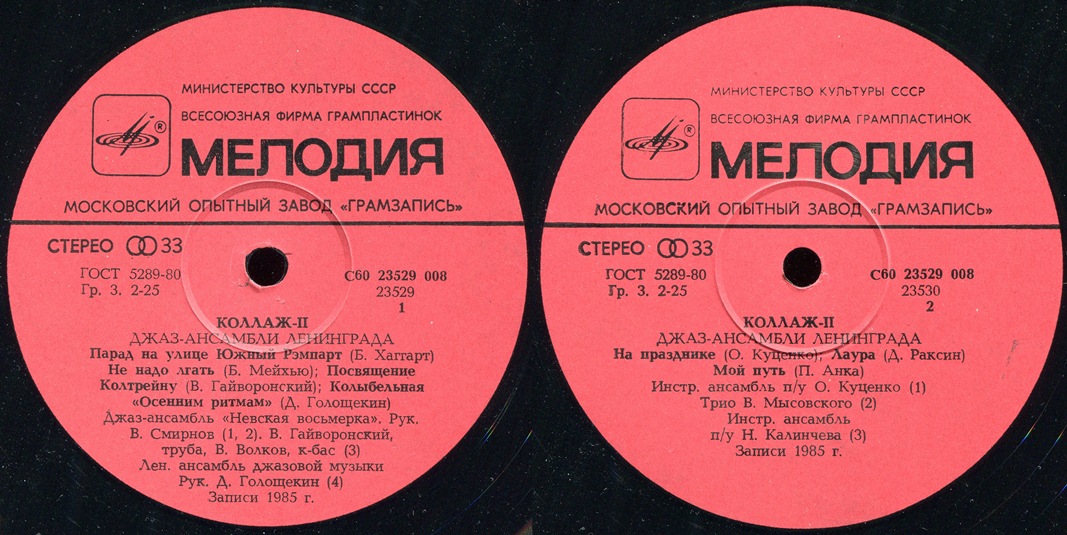 МИНИСТЕРСТВО КУЛЬТУРЫ СССР
ВСЕСОЮЗНАЯ ФИРМА ГРАМПЛАСТИНОК
®
МЕЛОДИЯ
МОСКОВСКИЙ ОПЫТНЫЙ ЗАВОД «ГРАМЗАПИСЬ»
СТЕРЕО 33
ГОСТ 5289-80
Гр. 3. 2-25
С60 23529 008
23529
1
КОЛЛАЖ-II
ДЖАЗ-АНСАМБЛИ ЛЕНИНГРАДА
Парад на улице Южный Рэмпарт (Б. Хаггарт)
Не надо лгать (Б. Мейхью); Посвящение
Колтрейну (В. Гайворонский); Колыбельная
«Осенним ритмам» (Д. Голощекин)
Джаз-ансамбль «Невская восьмерка». Рук.
В. Смирнов (1, 2). В. Гайворонский,
труба, В. Волков, к-бас (3)
Лен. ансамбль джазовой музыки
Рук. Д. Голощекин (4)
Записи 1985 г.
МИНИСТЕРСТВО КУЛЬТУРЫ СССР
ВСЕСОЮЗНАЯ ФИРМА ГРАМПЛАСТИНОК
®
МЕЛОДИЯ
МОСКОВСКИЙ ОПЫТНЫЙ ЗАВОД «ГРАМЗАПИСЬ»
СТЕРЕО 33
ГОСТ 5289-80
Гр. 3. 2-25
С60 23529 008
23530
2
КОЛЛАЖ-II
ДЖАЗ-АНСАМБЛИ ЛЕНИНГРАДА
На празднике (О. Куценко); Лаура (Д. Раксин)
Мой путь (П. Анка)
Инстр. ансамбль п/у О. Куценко (1)
Трио В. Мысовского (2)
Инстр. ансамбль
п/у Н. Калинчева (3)
Записи 1985 г.